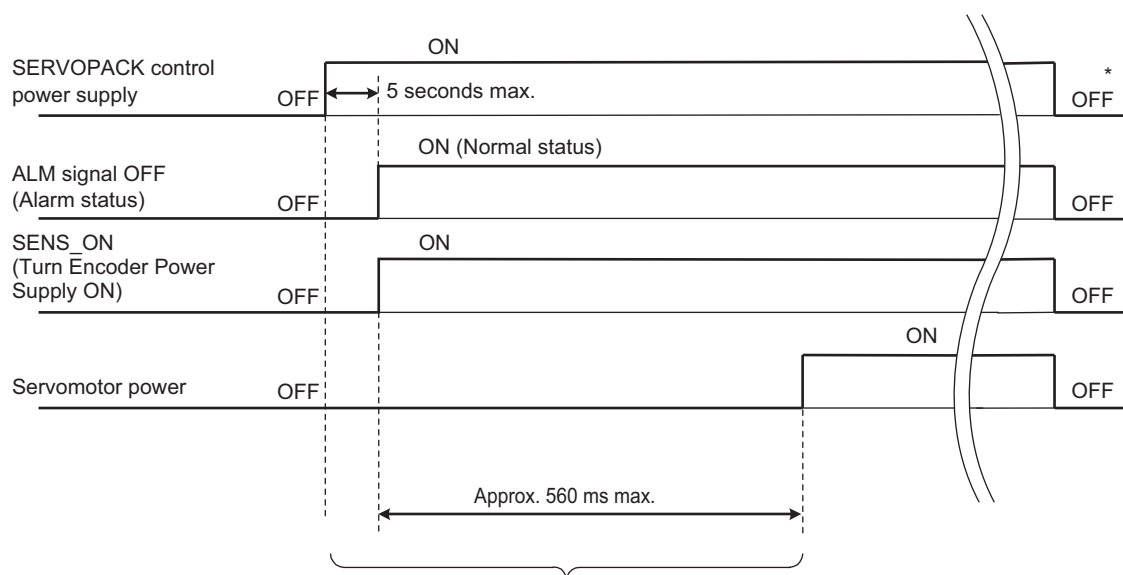 ON
SERVOPACK control
power supply
OFF
5 seconds max.
*
OFF
ON (Normal status)
ALM signal OFF
(Alarm status)
OFF
OFF
SENS_ON
(Turn Encoder Power
Supply ON)
ON
OFF
OFF
ON
Servomotor power
OFF
OFF
Approx. 560 ms max.